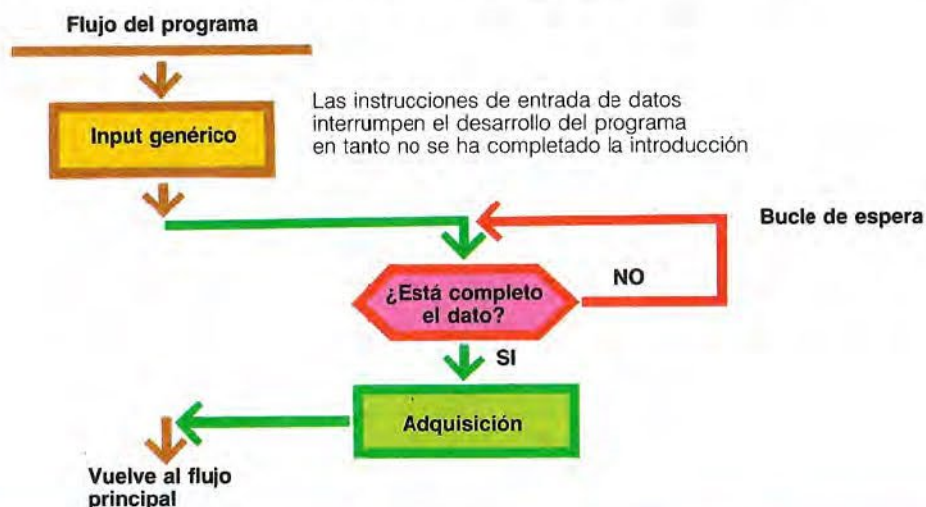 Flujo del programa
Input genérico
Las instrucciones de entrada de datos
interrumpen el desarrollo del programa
en tanto no se ha completado la introducción
Bucle de espera
¿Está completo
el dato?
NO
SI
Adquisición
Vuelve al flujo
principal